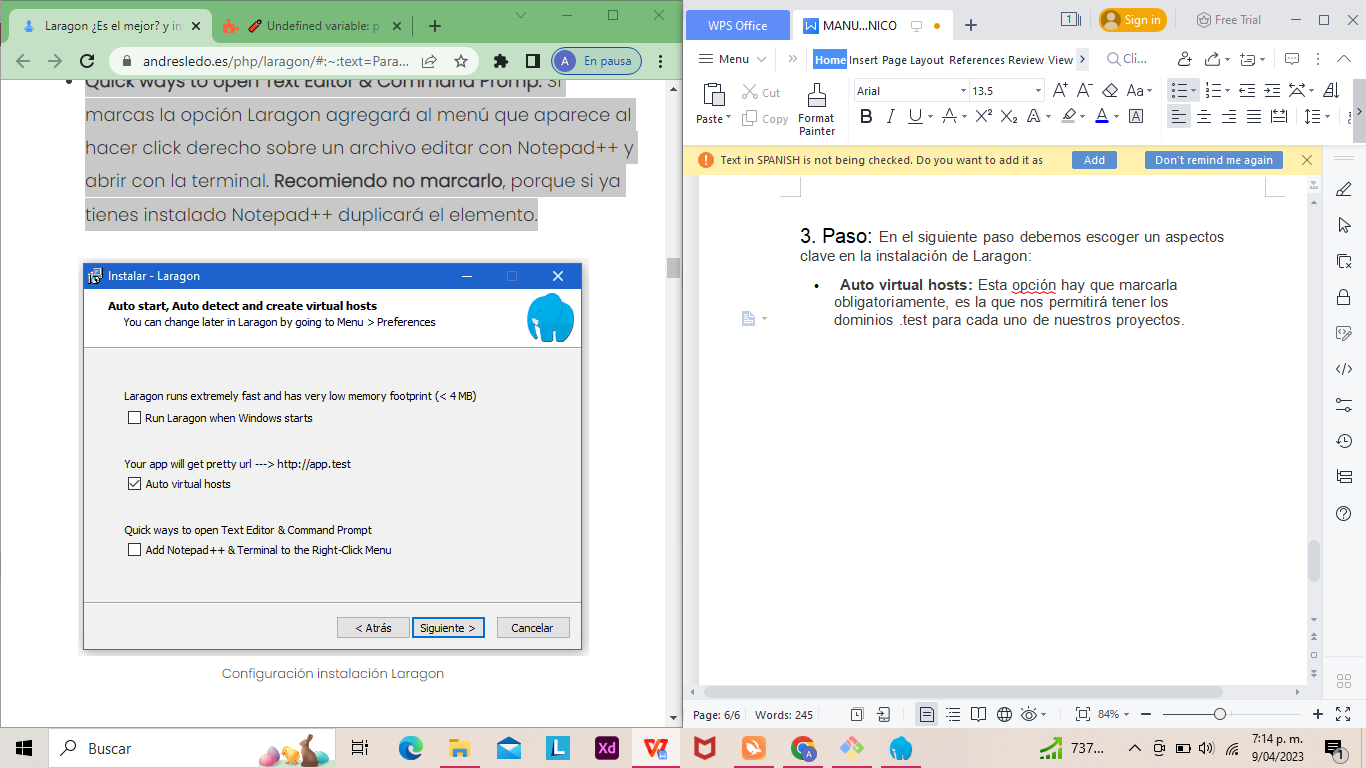 Laragon ¿Es el mejor? y in
Undefined variable: p
andresledo.es/php/laragon/#:~:text=Para...
A
En pausa
Quick ways to open Text Editor & Command Promp. Si
marcas la opción Laragon agregará al menú que aparece al
hacer click derecho sobre un archivo editar con Notepad++ y
abrir con la terminal. Recomiendo no marcarlo, porque si ya
tienes instalado Notepad++ duplicará el elemento.
Instalar - Laragon
Auto start, Auto detect and create virtual hosts
You can change later in Laragon by going to Menu > Preferences
Laragon runs extremely fast and has very low memory footprint (< 4 MB)
Run Laragon when Windows starts
Your app will get pretty url ---> http://app.test
Auto virtual hosts
Quick ways to open Text Editor & Command Prompt
Add Notepad++ & Terminal to the Right-Click Menu
< Atrás
Siguiente >
Cancelar
Configuración instalación Laragon
WPS Office
MANU...NICO
1
Sign in
Free Trial
Menu
Home
Insert
Page Layout
References
Review
View
Cli...
Paste
Cut
Copy
Format
Painter
Arial
13.5
Text in SPANISH is not being checked. Do you want to add it as
Add
Don't remind me again
3. Paso: En el siguiente paso debemos escoger un aspectos
clave en la instalación de Laragon:
• Auto virtual hosts: Esta opción hay que marcarla
obligatoriamente, es la que nos permitirá tener los
dominios .test para cada uno de nuestros proyectos.
Page: 6/6
Words: 245
84%
Buscar
Xd
737...
7:14 p. m.
9/04/2023
1